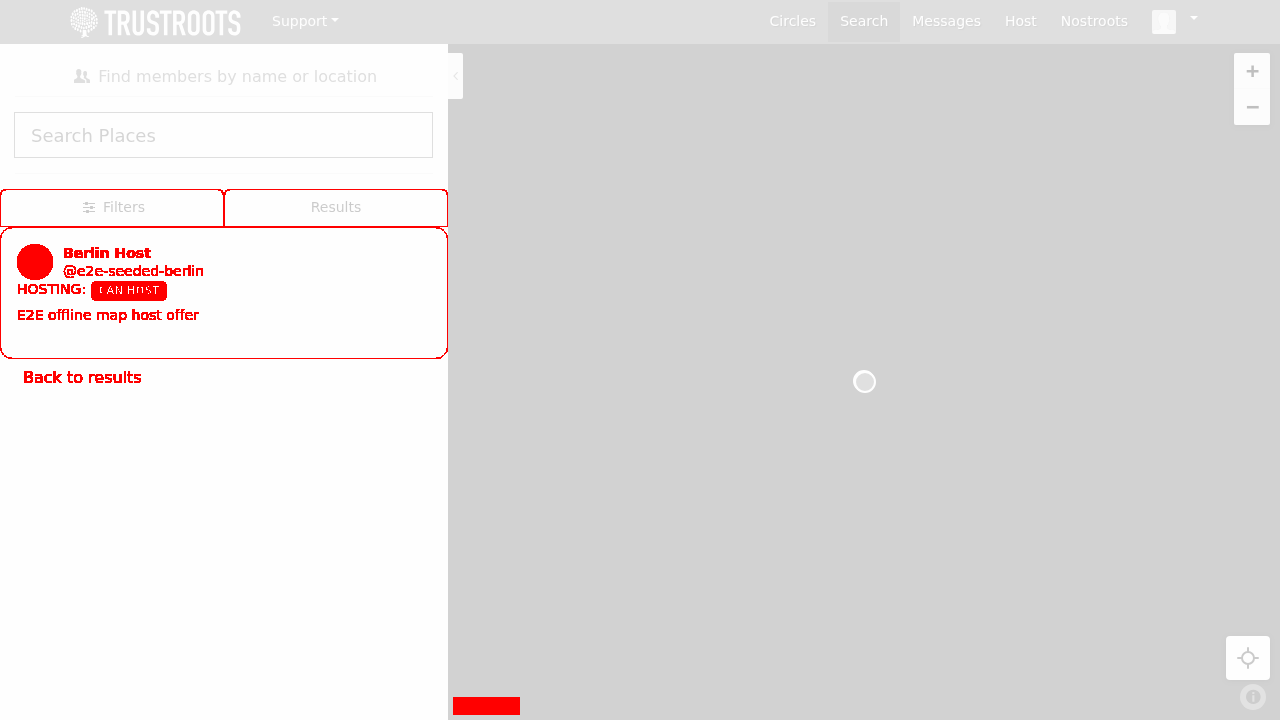 TRUSTROOTS Support Circles Search Messages Host Nostroots
Find members by name or location
Search Places
Filters Results
Berlin Host
@e2e-seeded-berlin
HOSTING: CAN HOST
E2E offline map host offer
Back to results